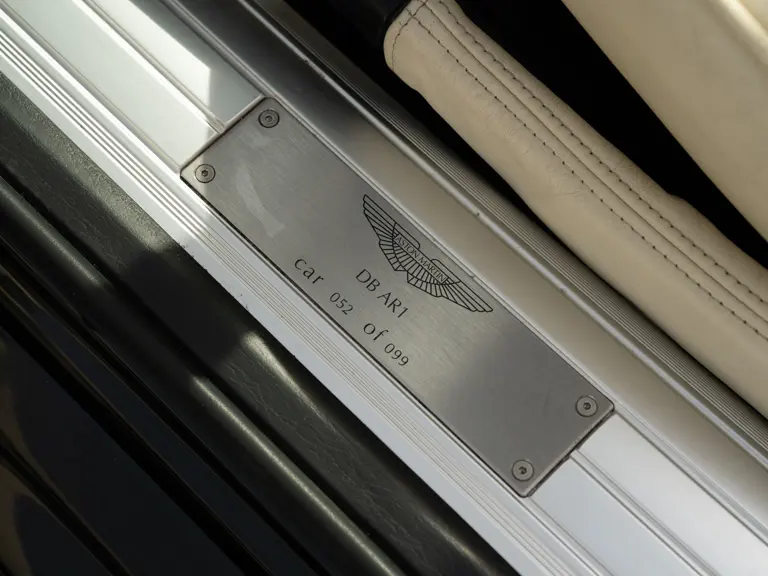 ASTON MARTIN
DB AR1
car 052 of 099